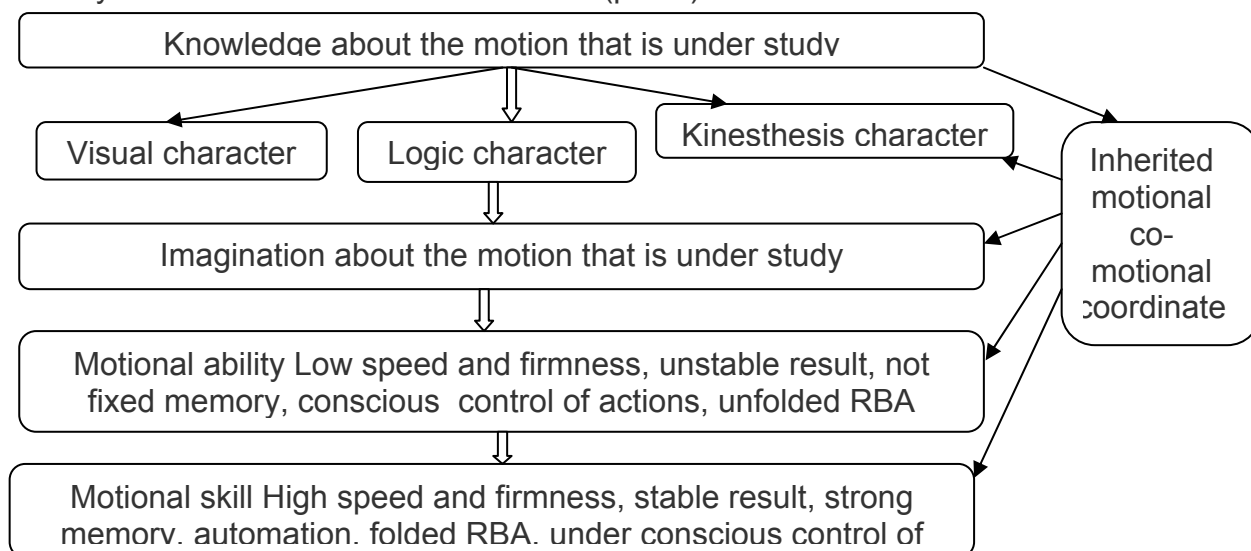 Knowledge about the motion that is under study
Visual character
Logic character
Kinesthesis character
Inherited
motional
co-
motional
coordinate
Imagination about the motion that is under study
Motional ability Low speed and firmness, unstable result, not
fixed memory, conscious control of actions, unfolded RBA
Motional skill High speed and firmness, stable result, strong
memory, automation, folded RBA, under conscious control of